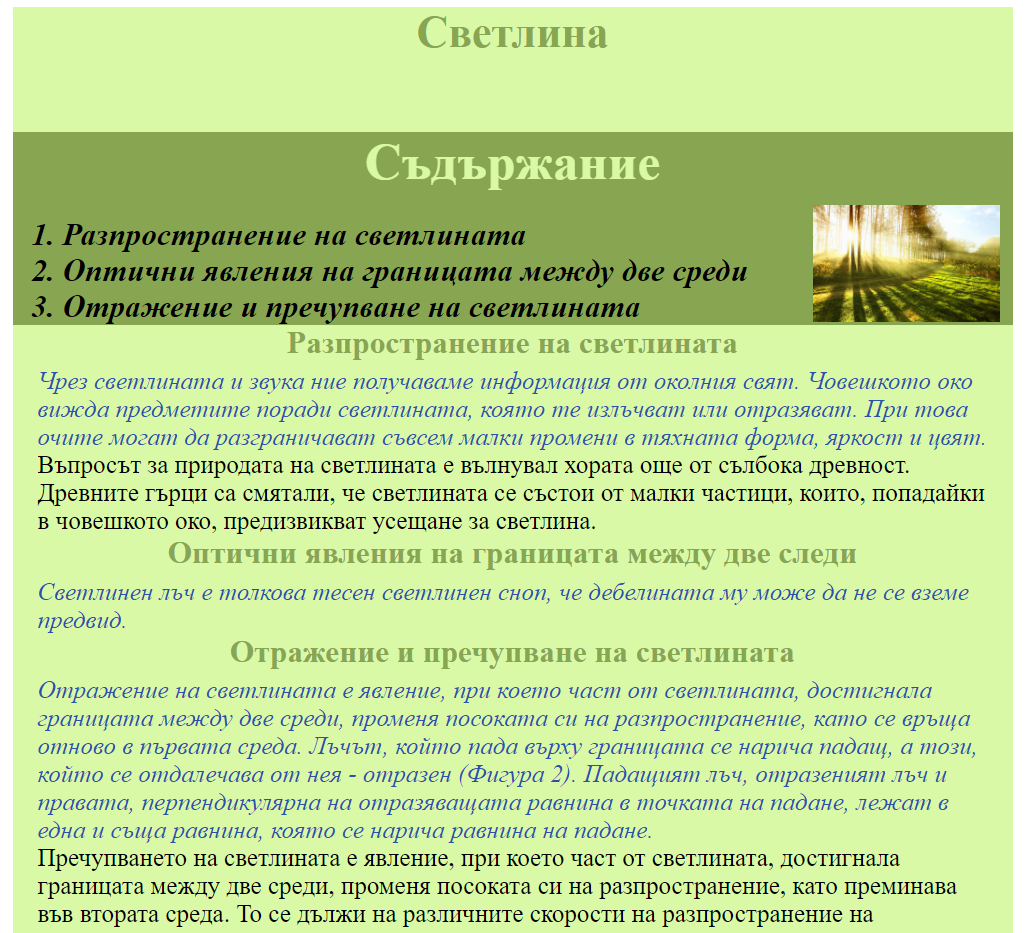 Светлина
Съдържание
1. Разпространение на светлината
2. Оптични явления на границата между две среди
3. Отражение и пречупване на светлината
Разпространение на светлината
Чрез светлината и звука ние получаваме информация от околния свят. Човешкото око
вижда предметите поради светлината, която те излъчват или отразяват. При това
очите могат да разграничават съвсем малки промени в тяхната форма, яркост и цвят.
Въпросът за природата на светлината е вълнувал хората още от сълбока древност.
Древните гърци са смятали, че светлината се състои от малки частици, които, попадайки
в човешкото око, предизвикват усещане за светлина.
Оптични явления на границата между две следи
Светлинен лъч е толкова тесен светлинен сноп, че дебелината му може да не се вземе
предвид.
Отражение и пречупване на светлината
Отражение на светлината е явление, при което част от светлината, достигнала
границата между две среди, променя посоката си на разпространение, като се връща
отново в първата среда. Лъчът, който пада върху границата се нарича падащ, а този,
който се отдалечава от нея - отразен (Фигура 2). Падащият лъч, отразеният лъч и
правата, перпендикулярна на отразяващата равнина в точката на падане, лежат в
една и съща равнина, която се нарича равнина на падане.
Пречупването на светлината е явление, при което част от светлината, достигнала
границата между две среди, променя посоката си на разпространение, като преминава
във втората среда. То се дължи на различните скорости на разпространение на